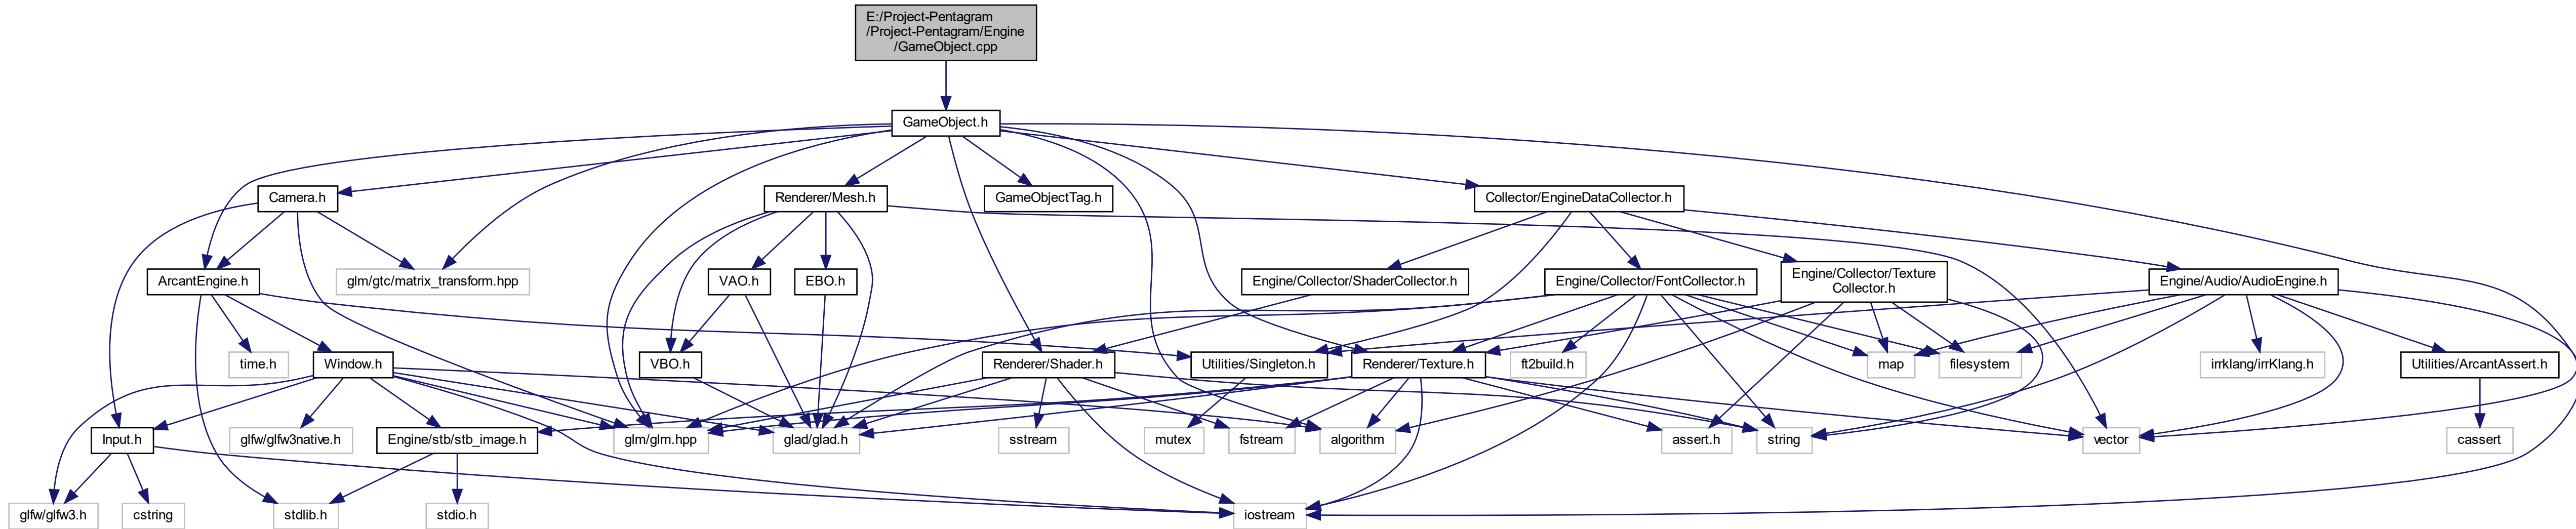 E:/Project-Pentagram
/Project-Pentagram/Engine
/GameObject.cpp
GameObject.h
Camera.h
Renderer/Mesh.h
GameObjectTag.h
Collector/EngineDataCollector.h
ArcantEngine.h
glm/gtc/matrix_transform.hpp
VAO.h
EBO.h
Engine/Collector/ShaderCollector.h
Engine/Collector/FontCollector.h
Engine/Collector/Texture
Collector.h
Engine/Audio/AudioEngine.h
time.h
Window.h
VBO.h
Renderer/Shader.h
Utilities/Singleton.h
Renderer/Texture.h
ft2build.h
map
filesystem
irrklang/irrKlang.h
Utilities/ArcantAssert.h
Input.h
glfw/glfw3native.h
Engine/stb/stb_image.h
glm/glm.hpp
glad/glad.h
sstream
mutex
fstream
algorithm
assert.h
string
vector
cassert
glfw/glfw3.h
cstring
stdlib.h
stdio.h
iostream